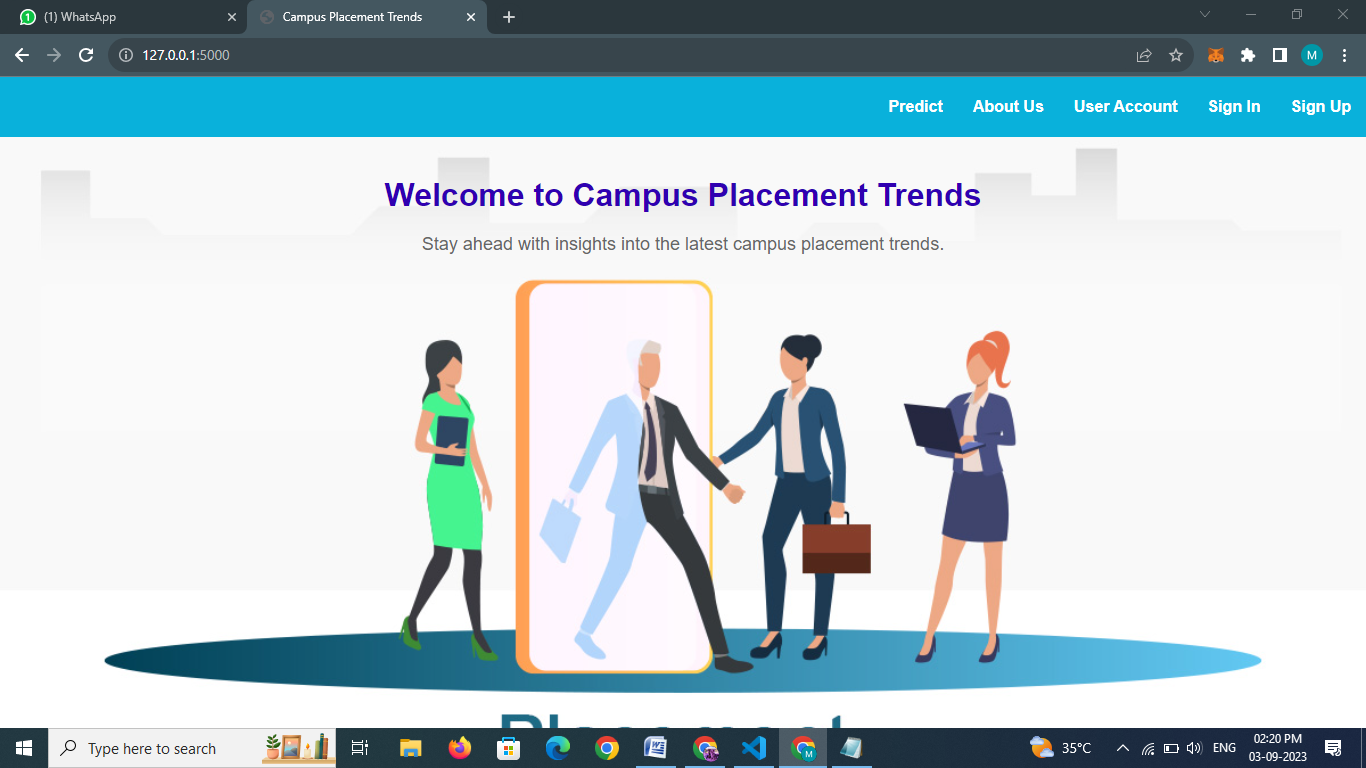 (1) WhatsApp
Campus Placement Trends
127.0.0.1:5000
M
Predict About Us User Account Sign In Sign Up
Welcome to Campus Placement Trends
Stay ahead with insights into the latest campus placement trends.
Placement
Type here to search
35°C
ENG
02:20 PM
03-09-2023